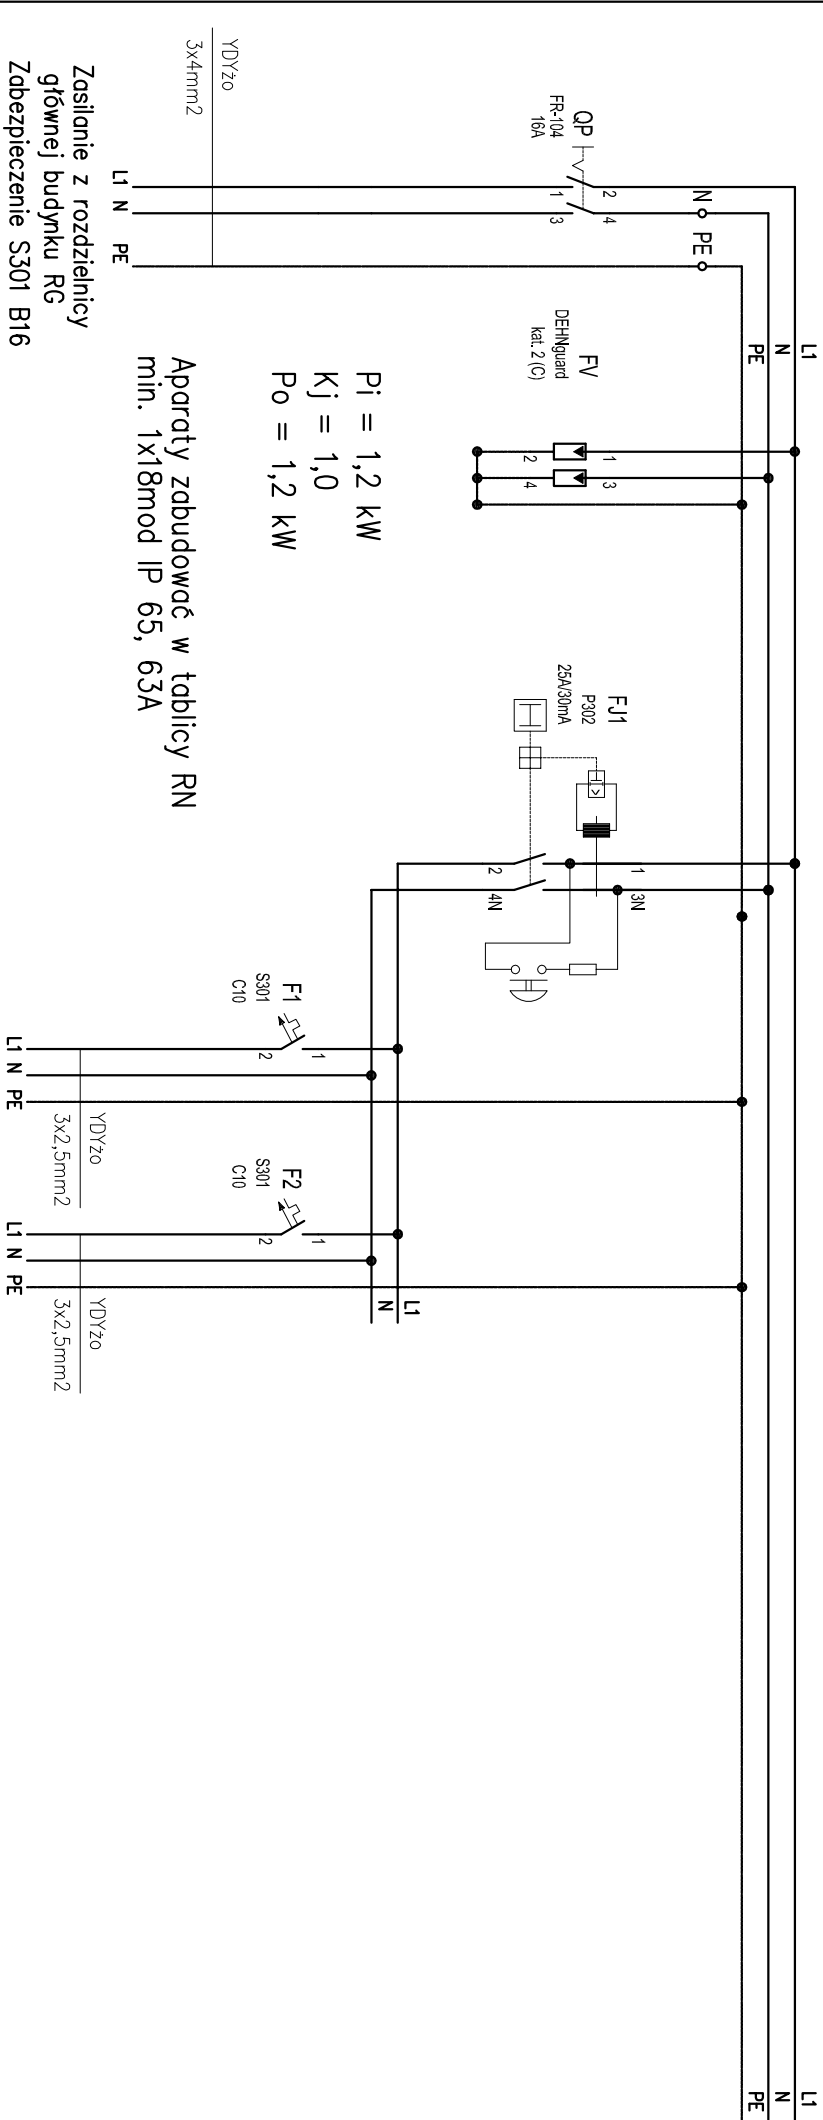 L1
N
PE
L1
N
PE
N
PE
QP
FR-104
16A
2
4
1
3
FV
DEHNguard
kat. 2 (C)
1
3
2
4
FJ1
P302
25A/30mA
1
3N
2
4N
Pi = 1,2 kW
Kj = 1,0
Po = 1,2 kW
L1
N
F1
S301
C10
1
2
F2
S301
C10
1
2
YDYżo
3x4mm2
Aparaty zabudować w tablicy RN
min. 1x18mod IP 65, 63A
L1 N PE
Zasilanie z rozdzielnicy
głównej budynku RG
Zabezpieczenie S301 B16
YDYżo
3x2,5mm2
L1 N PE
YDYżo
3x2,5mm2
L1 N PE